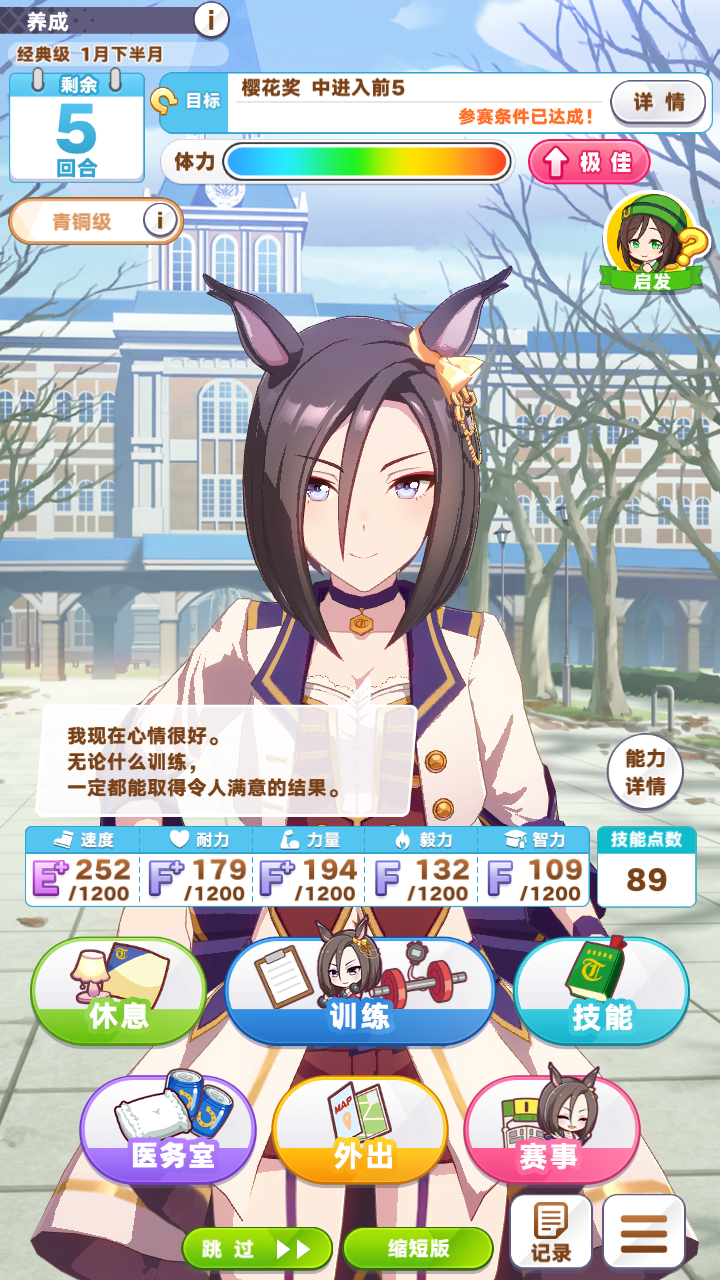 养成
i
经典级 1月下半月
剩余
5
回合
目标
樱花奖 中进入前5
参赛条件已达成！
详情
体力
极佳
青铜级
i
?
启发
我现在心情很好。
无论什么训练，
一定都能取得令人满意的结果。
能力
详情
速度 耐力 力量 毅力 智力
E+ 252 /1200
F+ 179 /1200
F+ 194 /1200
F 132 /1200
F 109 /1200
技能点数
89
休息
训练
技能
医务室
MAP
外出
赛事
跳过
缩短版
记录